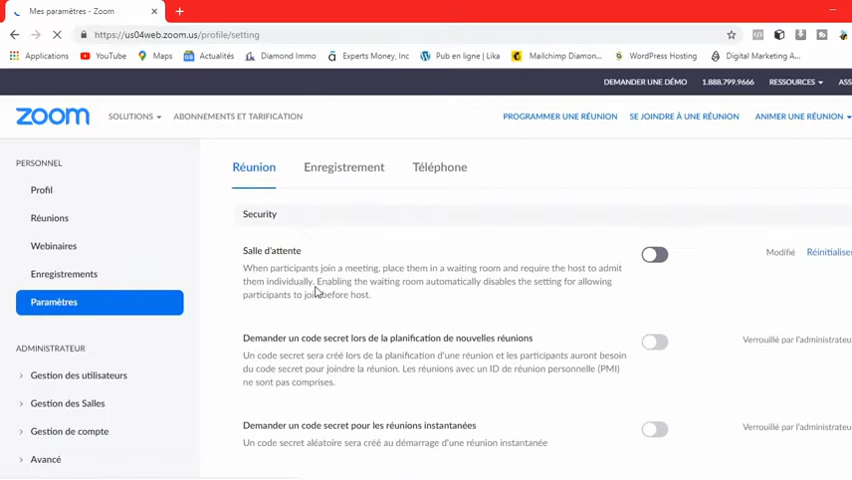 Mes paramètres - Zoom
https://us04web.zoom.us/profile/setting
Applications YouTube Maps Actualités Diamond Immo Experts Money, Inc Pub en ligne | Lika Mailchimp Diamon... WordPress Hosting Digital Marketing A...
DEMANDER UNE DÉMO 1.888.799.9666 RESSOURCES ASS
zoom SOLUTIONS ABONNEMENTS ET TARIFICATION PROGRAMMER UNE RÉUNION SE JOINDRE À UNE RÉUNION ANIMER UNE RÉUNION
PERSONNEL
Profil
Réunions
Webinaires
Enregistrements
Paramètres
ADMINISTRATEUR
Gestion des utilisateurs
Gestion des Salles
Gestion de compte
Avancé
Réunion Enregistrement Téléphone
Security
Salle d'attente
Modifié Réinitialiser
When participants join a meeting, place them in a waiting room and require the host to admit
them individually. Enabling the waiting room automatically disables the setting for allowing
participants to join before host.
Demander un code secret lors de la planification de nouvelles réunions
Verrouillé par l'administrateu
Un code secret sera créé lors de la planification d'une réunion et les participants auront besoin
du code secret pour joindre la réunion. Les réunions avec un ID de réunion personnelle (PMI)
ne sont pas comprises.
Demander un code secret pour les réunions instantanées
Verrouillé par l'administrateu
Un code secret aléatoire sera créé au démarrage d'une réunion instantanée